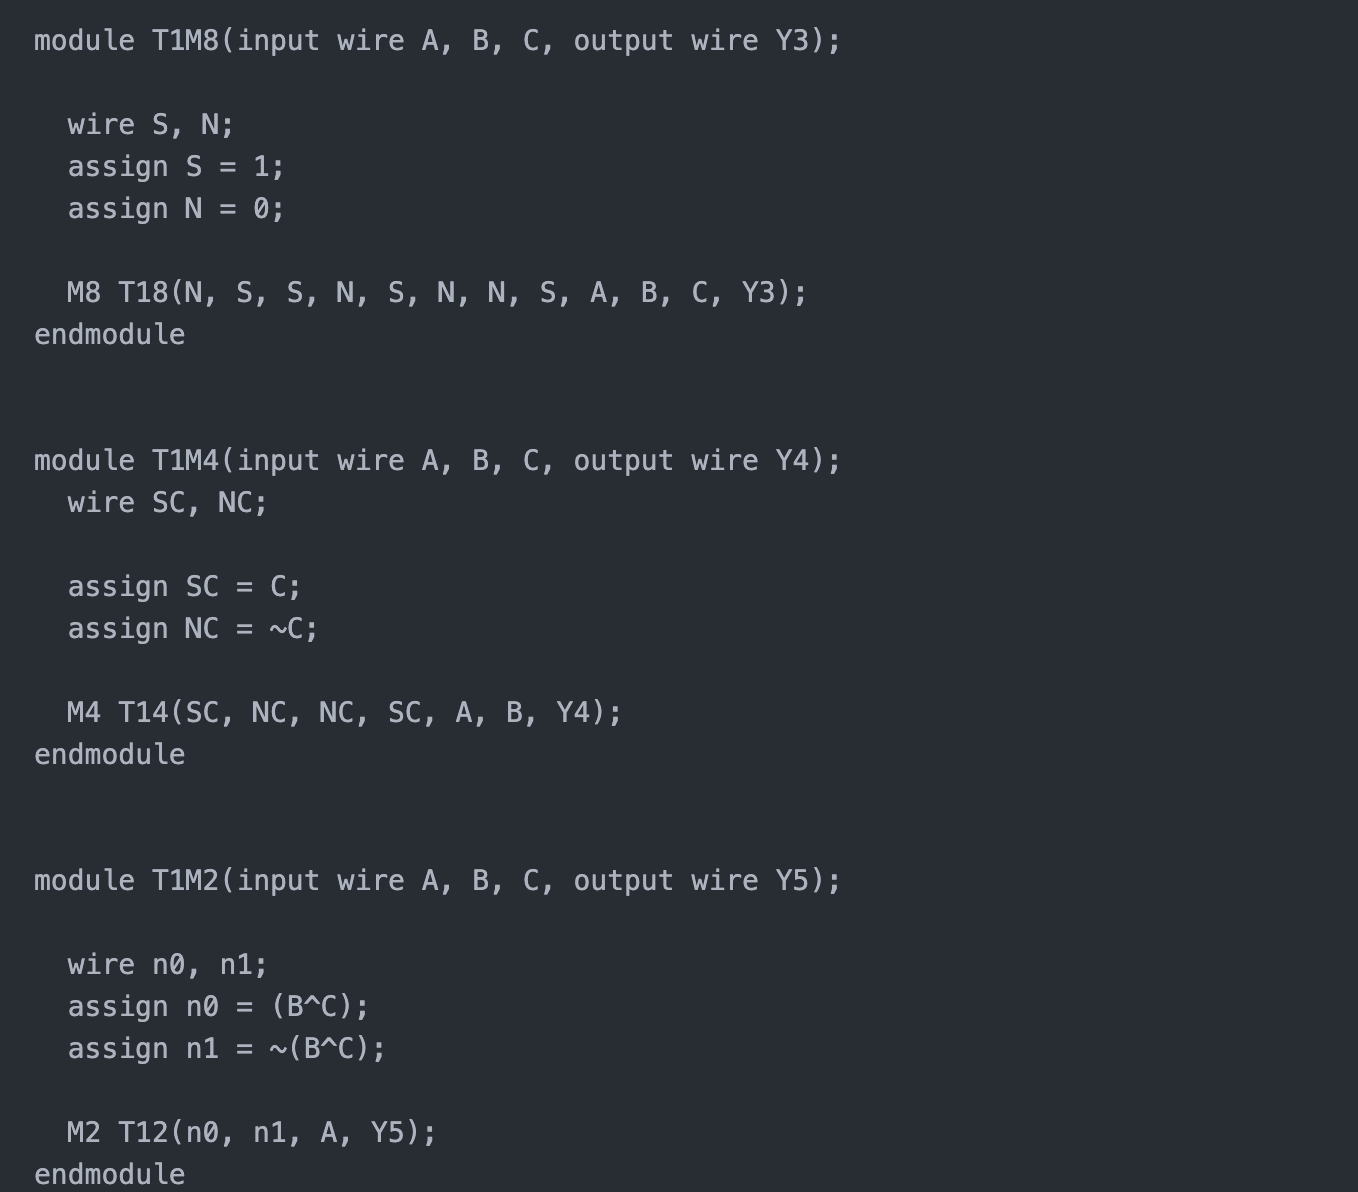 module T1M8(input wire A, B, C, output wire Y3);
wire S, N;
assign S = 1;
assign N = 0;
M8 T18(N, S, S, N, S, N, N, S, A, B, C, Y3);
endmodule
module T1M4(input wire A, B, C, output wire Y4);
wire SC, NC;
assign SC = C;
assign NC = ~C;
M4 T14(SC, NC, NC, SC, A, B, Y4);
endmodule
module T1M2(input wire A, B, C, output wire Y5);
wire n0, n1;
assign n0 = (B^C);
assign n1 = ~(B^C);
M2 T12(n0, n1, A, Y5);
endmodule